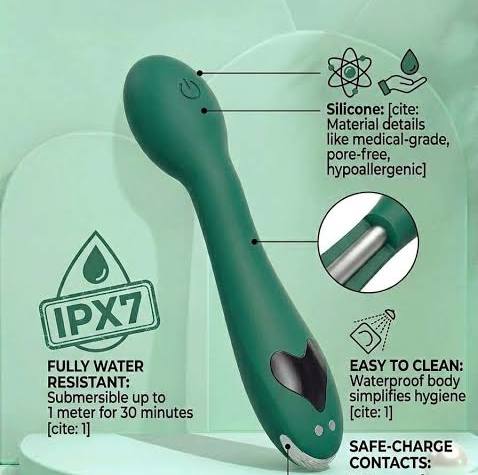 Silicone: [cite:
Material details
like medical-grade,
pore-free,
hypoallergenic]
IPX7
FULLY WATER
RESISTANT:
Submersible up to
1 meter for 30 minutes
[cite: 1]
EASY TO CLEAN:
Waterproof body
simplifies hygiene
[cite: 1]
SAFE-CHARGE
CONTACTS: